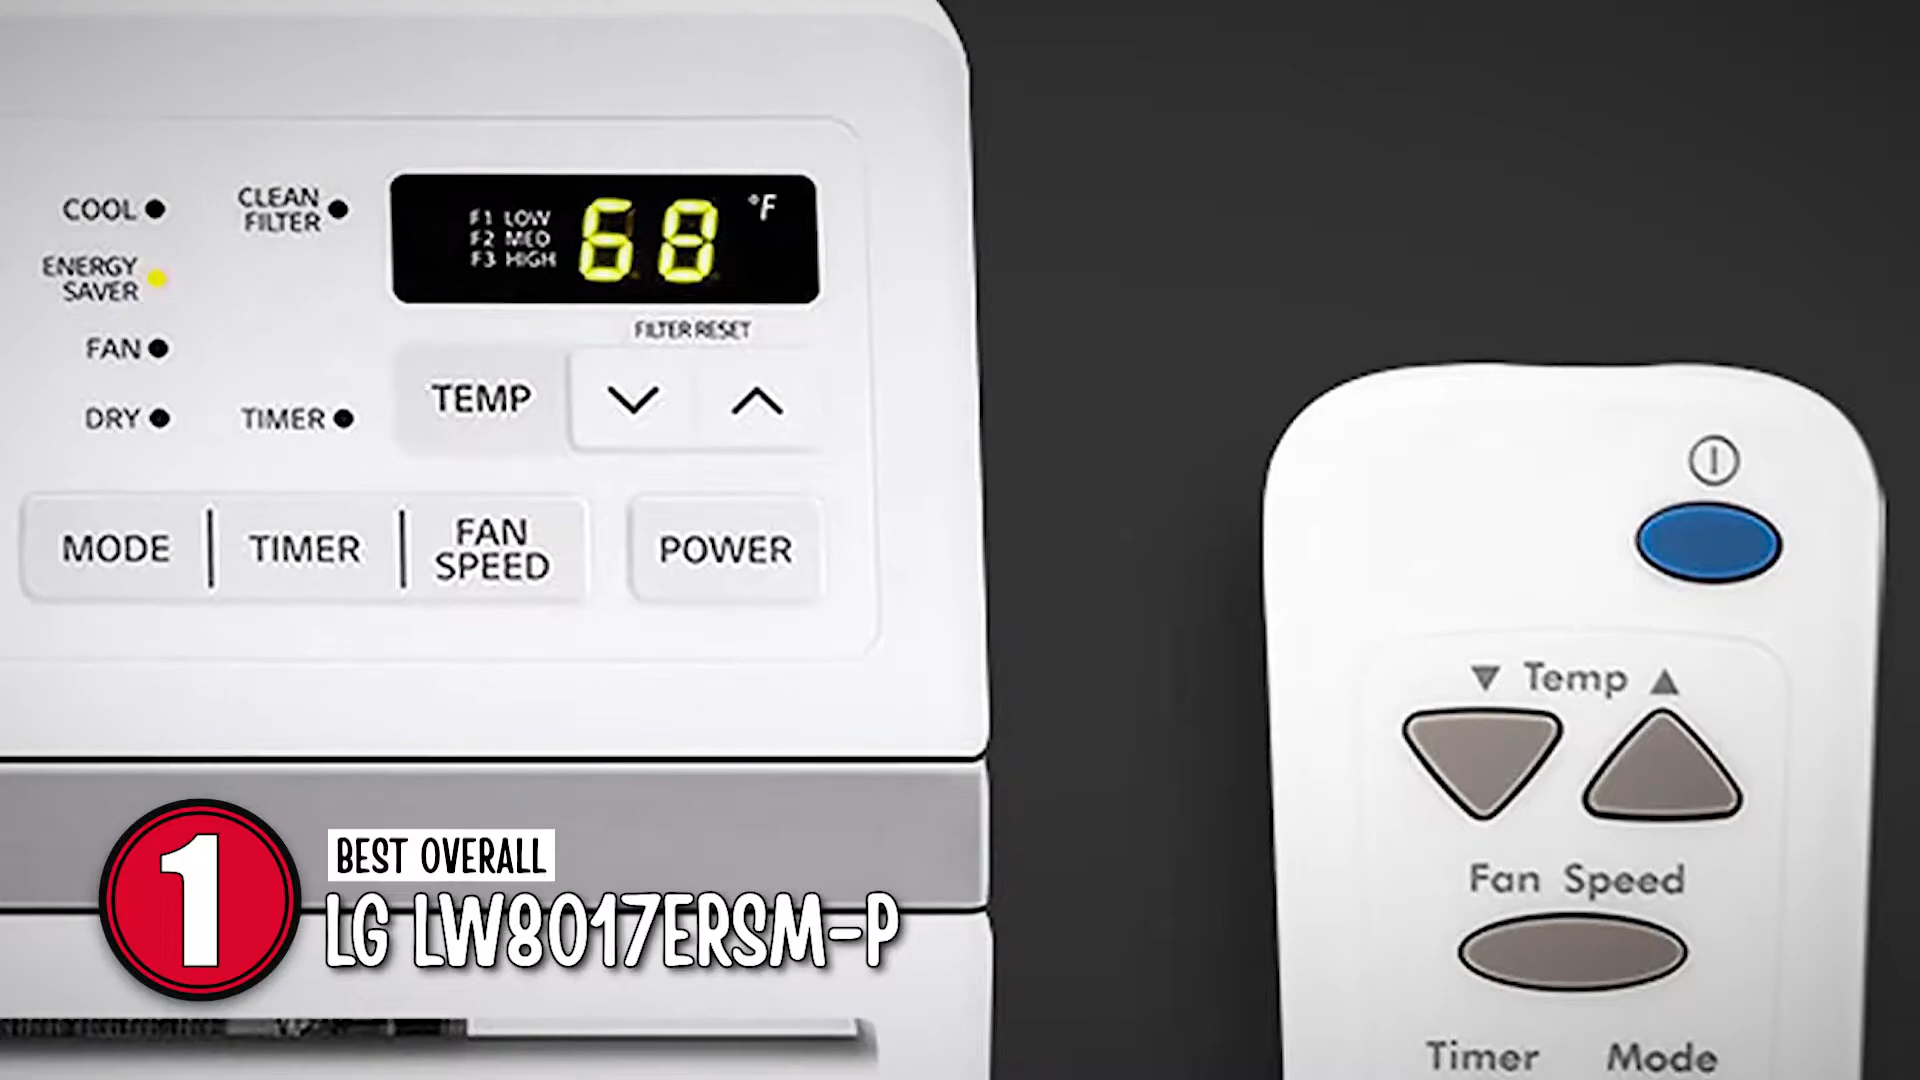 COOL
CLEAN
FILTER
ENERGY
SAVER
FAN
DRY
TIMER
F1 LOW
F2 MED
F3 HIGH
68
°F
FILTER RESET
TEMP
MODE
TIMER
FAN
SPEED
POWER
▼ Temp ▲
Fan Speed
Timer Mode
1
BEST OVERALL
LG LW8017ERSM-P